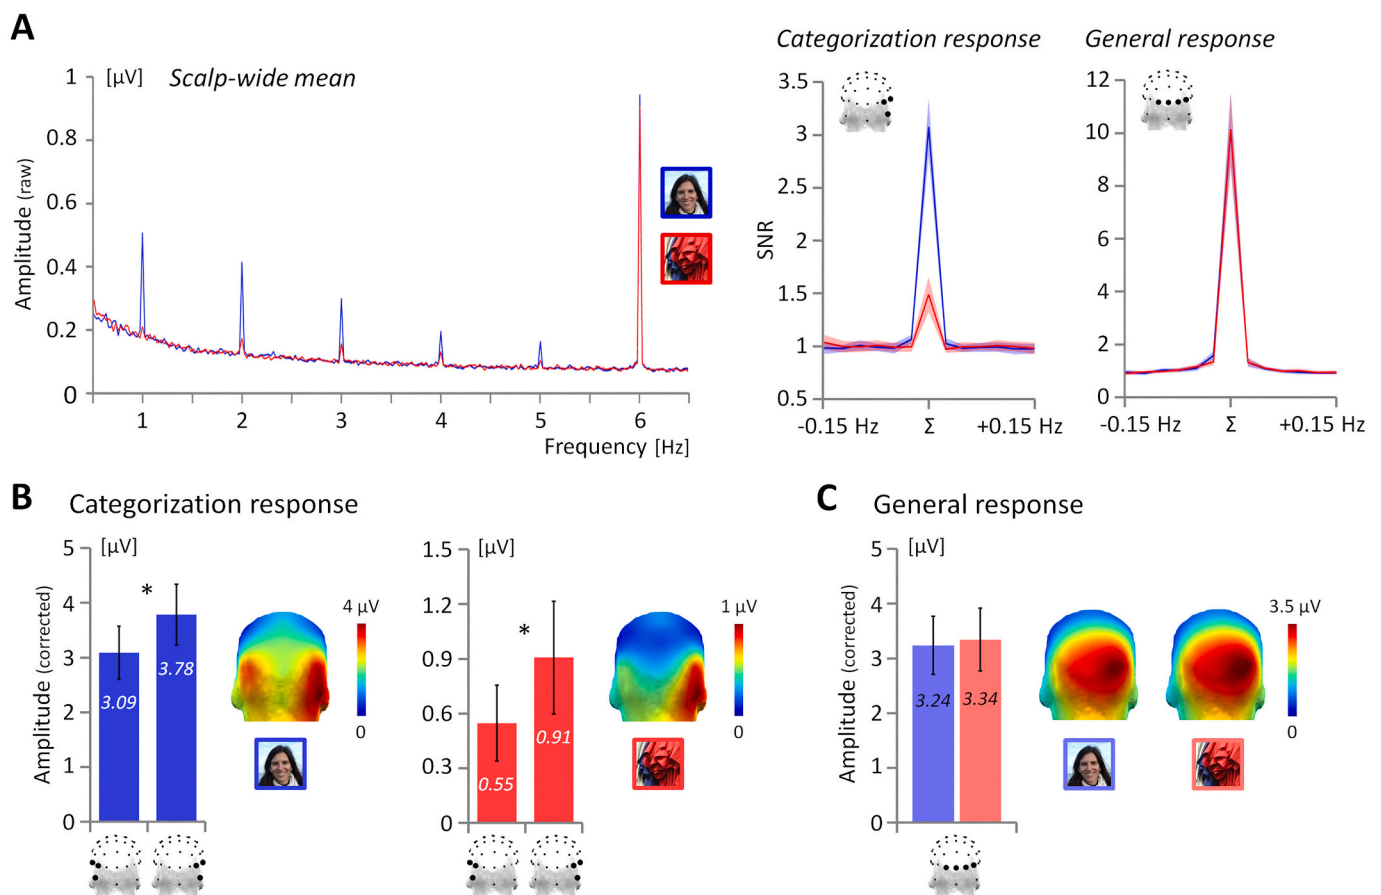 A
[µV] Scalp-wide mean
Amplitude (raw)
1
0.8
0.6
0.4
0.2
0
1 2 3 4 5 6
Frequency [Hz]
Categorization response
SNR
3.5
3
2.5
2
1.5
1
0.5
-0.15 Hz Σ +0.15 Hz
General response
12
10
8
6
4
2
0
-0.15 Hz Σ +0.15 Hz
B Categorization response
[µV]
Amplitude (corrected)
5
4
3
2
1
0
*
3.09
3.78
4 µV
0
[µV]
1.5
1.2
0.9
0.6
0.3
0
*
0.55
0.91
1 µV
0
C General response
[µV]
Amplitude (corrected)
5
4
3
2
1
0
3.24
3.34
3.5 µV
0